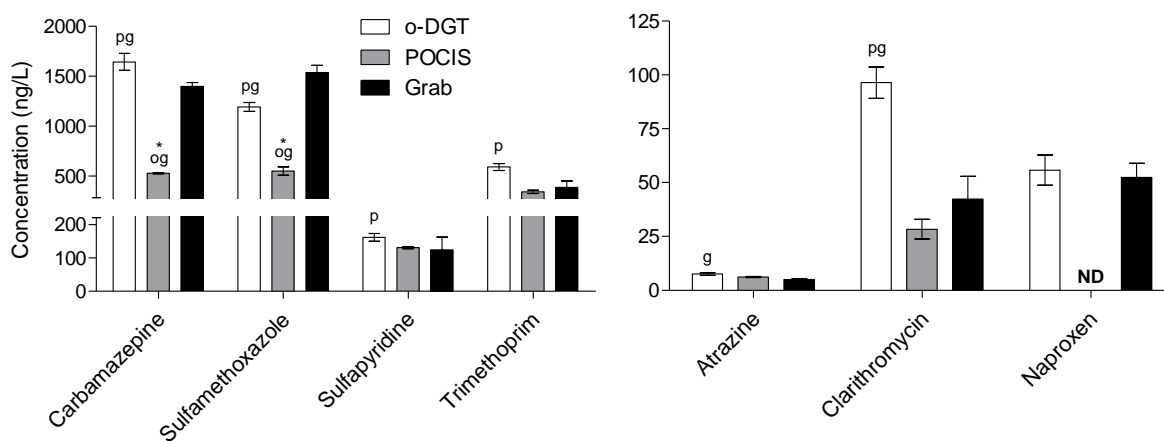 Concentration (ng/L)
2000
1500
1000
500
200
100
0
pg
*
og
pg
*
og
p
p
o-DGT
POCIS
Grab
Carbamazepine
Sulfamethoxazole
Sulfapyridine
Trimethoprim
125
100
75
50
25
0
g
pg
ND
Atrazine
Clarithromycin
Naproxen